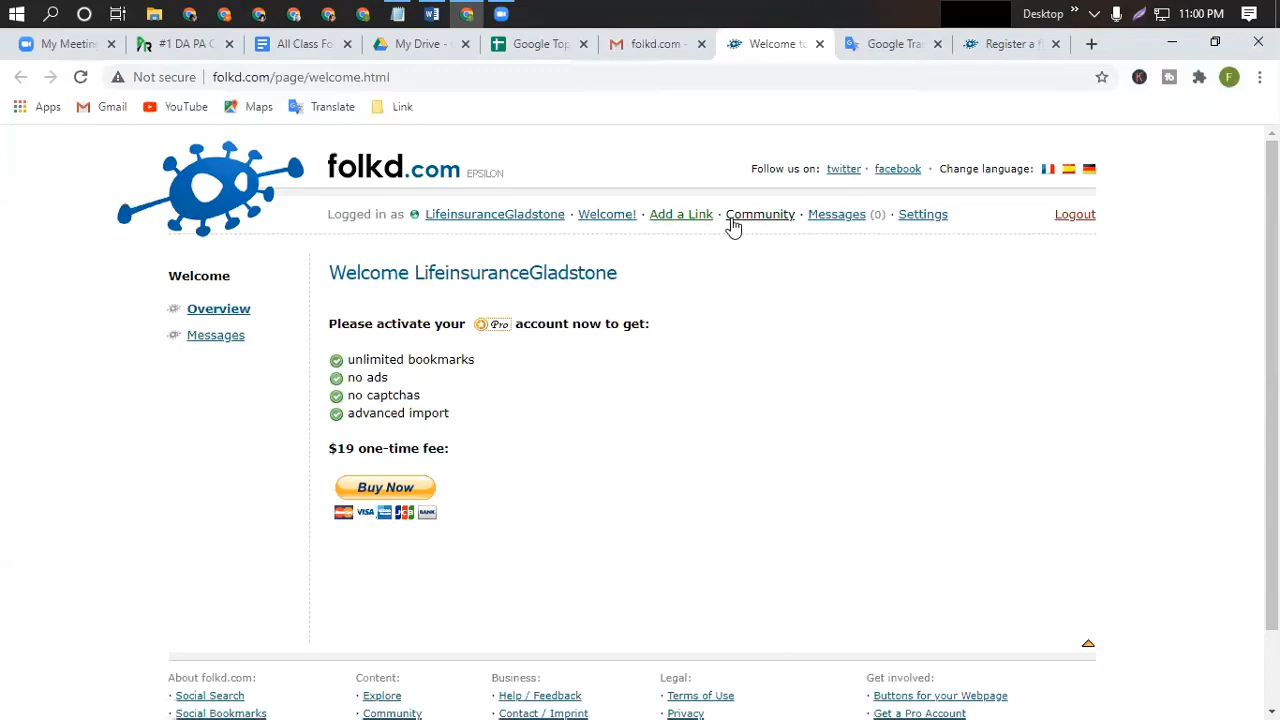 Desktop
11:00 PM
My Meeting
#1 DA PA C
All Class Fo
My Drive -
Google Top
folkd.com -
Welcome to
Google Tra
Register a f
Not secure
folkd.com/page/welcome.html
Apps
Gmail
YouTube
Maps
Translate
Link
folkd.com EPSILON
Follow us on: twitter · facebook · Change language:
Logged in as LifeinsuranceGladstone · Welcome! · Add a Link · Community · Messages (0) · Settings
Logout
Welcome
Overview
Messages
Welcome LifeinsuranceGladstone
Please activate your Pro account now to get:
unlimited bookmarks
no ads
no captchas
advanced import
$19 one-time fee:
Buy Now
VISA JCB BANK
About folkd.com:
· Social Search
· Social Bookmarks
Content:
· Explore
· Community
Business:
· Help / Feedback
· Contact / Imprint
Legal:
· Terms of Use
· Privacy
Get involved:
· Buttons for your Webpage
· Get a Pro Account